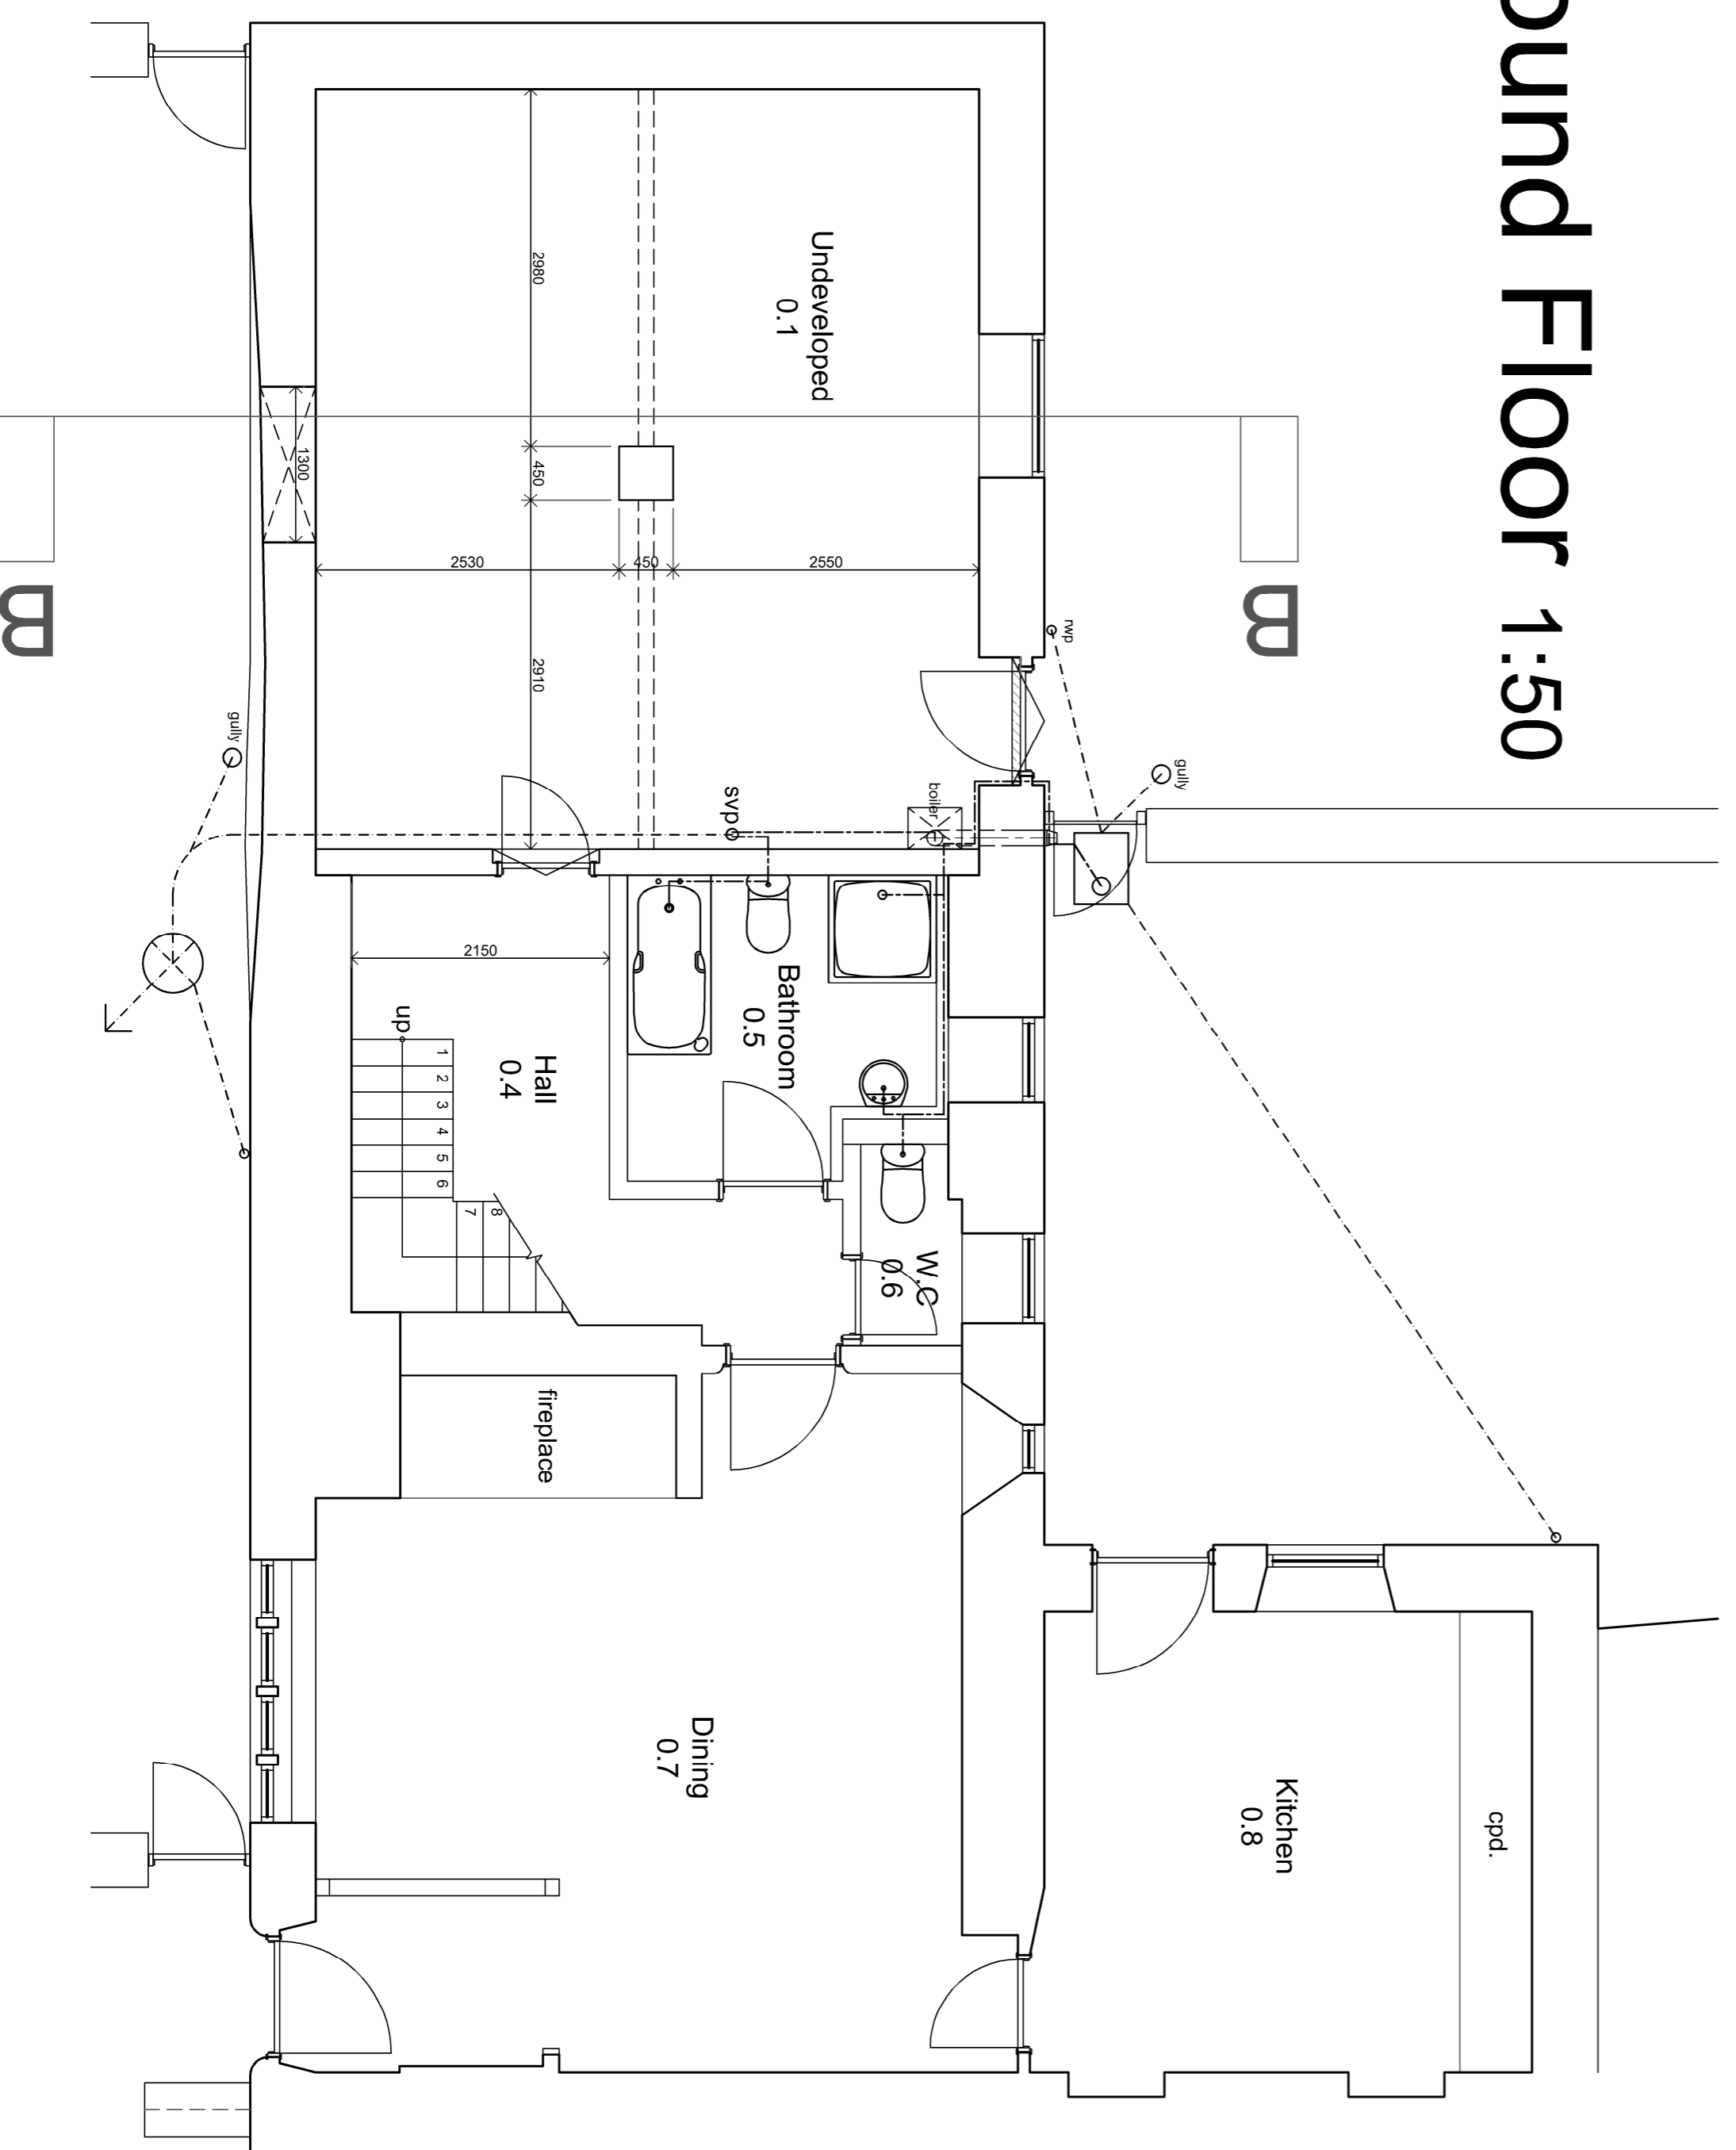 ound Floor 1:50
B
B
Undeveloped
0.1
2980
450
2910
2530
450
2550
1300
rwp
gully
gully
svp
boiler
2150
up
1
2
3
4
5
6
7
8
Hall
0.4
Bathroom
0.5
W.C
0.6
fireplace
Dining
0.7
Kitchen
0.8
cpd.